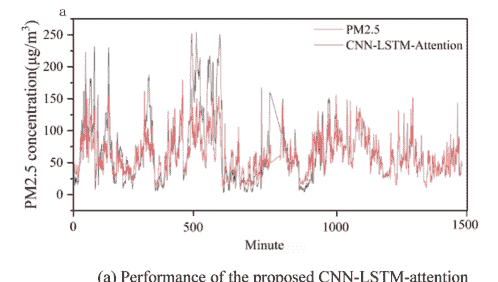 a
PM2.5
CNN-LSTM-Attention
PM2.5 concentration(μg/m³)
250
200
150
100
50
0
0 500 1000 1500
Minute
(a) Performance of the proposed CNN-LSTM-attention